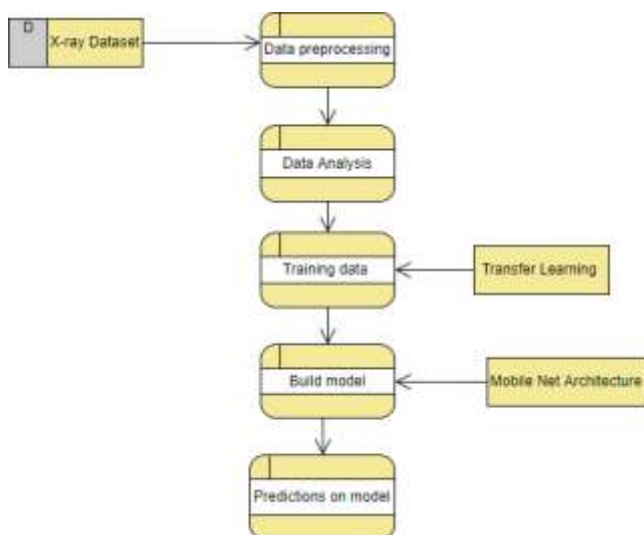 D
X-ray Dataset
Data preprocessing
Data Analysis
Training data
Transfer Learning
Build model
Mobile Net Architecture
Predictions on model